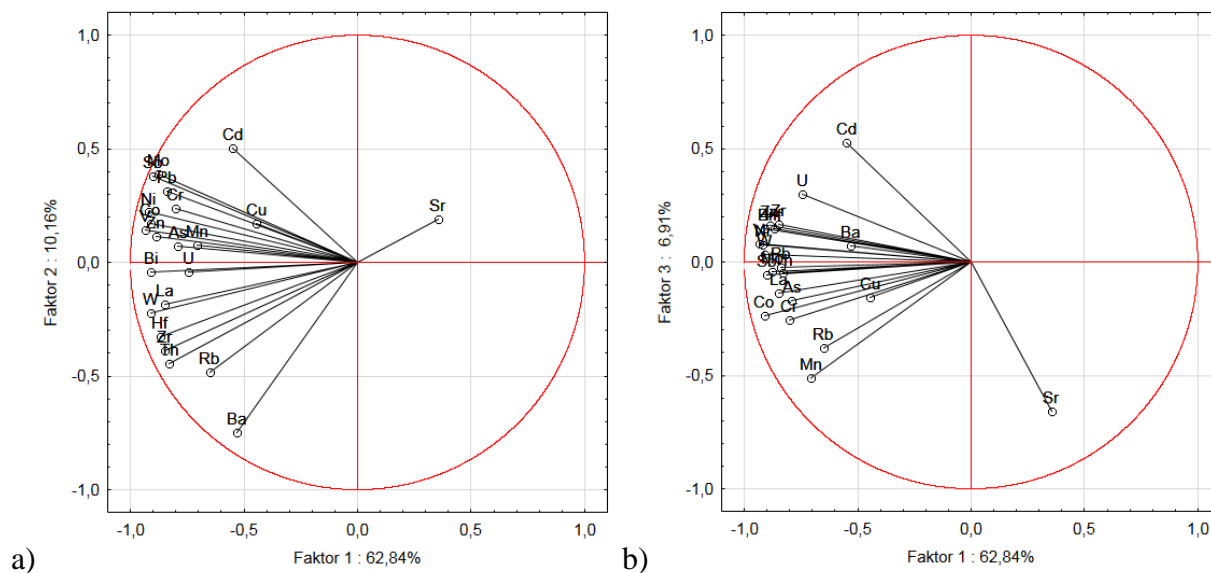 1,0
0,5
0,0
-0,5
-1,0
-1,0
-0,5
0,0
0,5
1,0
Faktor 2 : 10,16%
Faktor 1 : 62,84%
Cd
Mo
Sb
Pb
Cr
Ni
Co
Cu
Sr
V
Zn
As
Mn
Bi
U
La
W
Hf
Zr
Th
Rb
Ba
a)
1,0
0,5
0,0
-0,5
-1,0
-1,0
-0,5
0,0
0,5
1,0
Faktor 3 : 6,91%
Faktor 1 : 62,84%
Cd
U
Zr
Ba
W
La
As
Cu
Co
Cr
Rb
Mn
Sr
b)